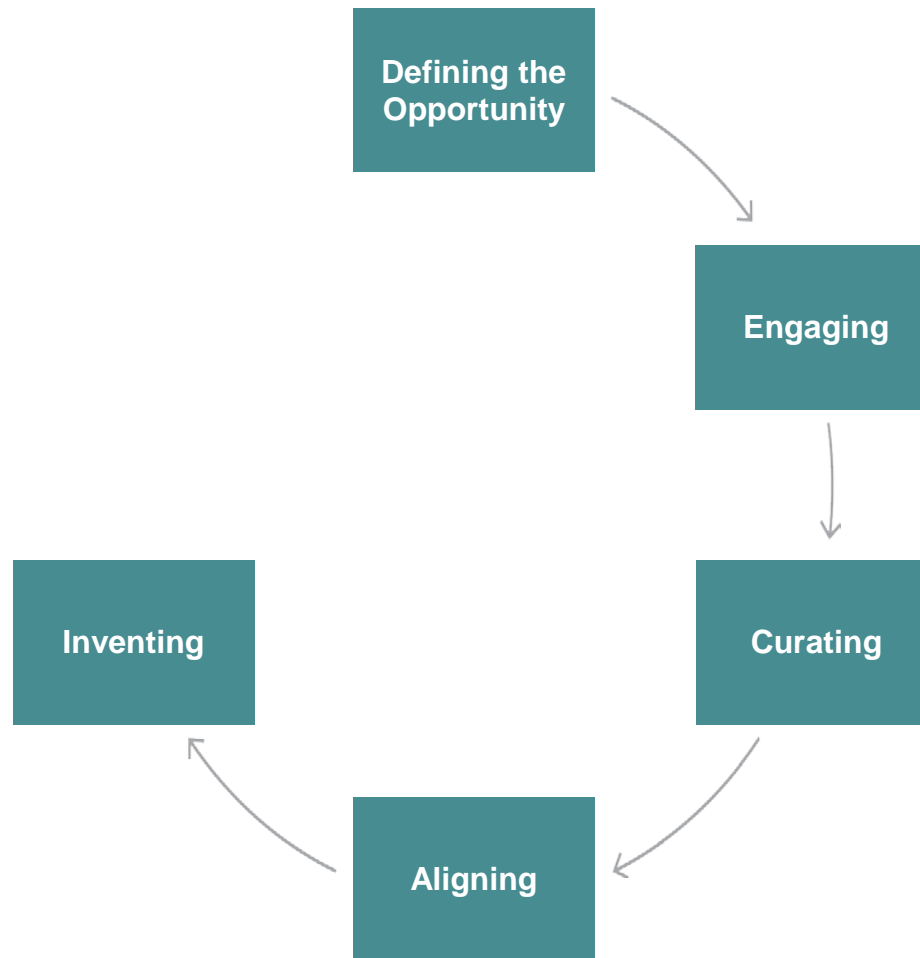 Defining the
Opportunity
Engaging
Curating
Aligning
Inventing